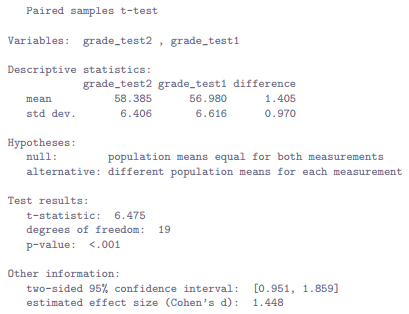 Paired samples t-test
Variables: grade_test2 , grade_test1
Descriptive statistics:
grade_test2 grade_test1 difference
mean 58.385 56.980 1.405
std dev. 6.406 6.616 0.970
Hypotheses:
null: population means equal for both measurements
alternative: different population means for each measurement
Test results:
t-statistic: 6.475
degrees of freedom: 19
p-value: <.001
Other information:
two-sided 95% confidence interval: [0.951, 1.859]
estimated effect size (Cohen's d): 1.448